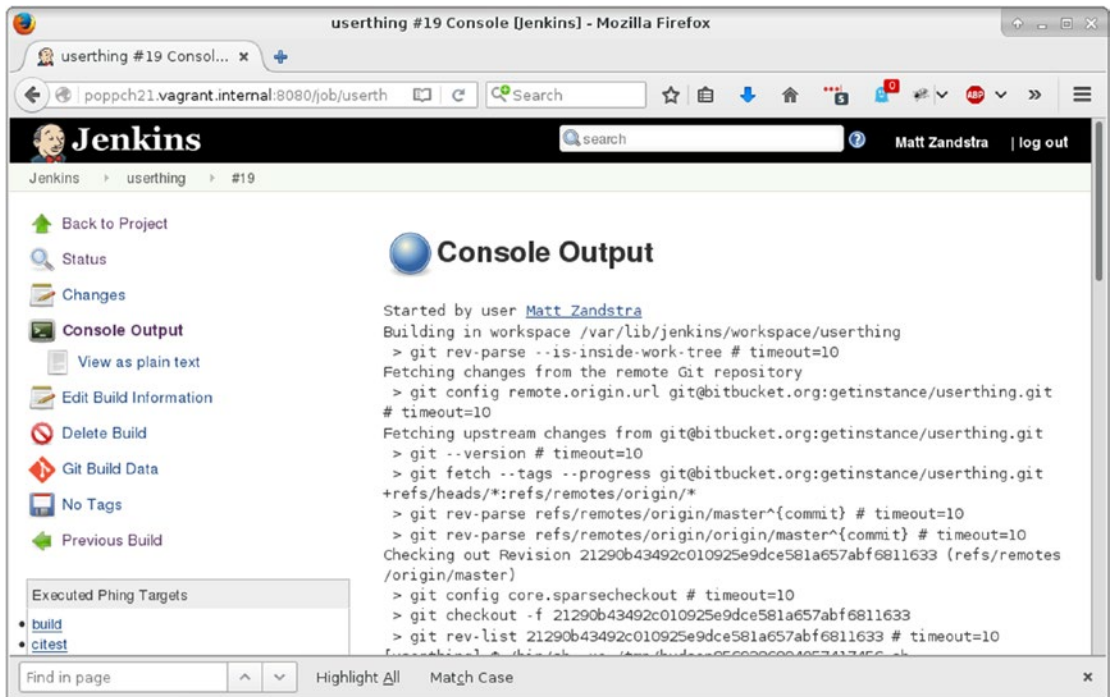 userthing #19 Console [Jenkins] - Mozilla Firefox
userthing #19 Consol...
poppch21.vagrant.internal:8080/job/userth
Search
S
0
ABP
Jenkins
search
Matt Zandstra
| log out
Jenkins
userthing
#19
Back to Project
Status
Changes
Console Output
View as plain text
Edit Build Information
Delete Build
Git Build Data
No Tags
Previous Build
Executed Phing Targets
build
citest
Console Output
Started by user Matt Zandstra
Building in workspace /var/lib/jenkins/workspace/userthing
> git rev-parse --is-inside-work-tree # timeout=10
Fetching changes from the remote Git repository
> git config remote.origin.url git@bitbucket.org:getinstance/userthing.git
# timeout=10
Fetching upstream changes from git@bitbucket.org:getinstance/userthing.git
> git --version # timeout=10
> git fetch --tags --progress git@bitbucket.org:getinstance/userthing.git
+refs/heads/*:refs/remotes/origin/*
> git rev-parse refs/remotes/origin/master^{commit} # timeout=10
> git rev-parse refs/remotes/origin/origin/master^{commit} # timeout=10
Checking out Revision 21290b43492c010925e9dce581a657abf6811633 (refs/remotes
/origin/master)
> git config core.sparsecheckout # timeout=10
> git checkout -f 21290b43492c010925e9dce581a657abf6811633
> git rev-list 21290b43492c010925e9dce581a657abf6811633 # timeout=10
Find in page
Highlight All
Match Case